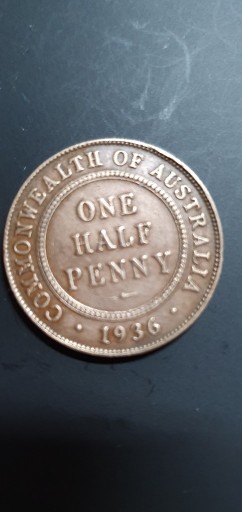 COMMONWEALTH OF AUSTRALIA
ONE
HALF
PENNY
· 1936 ·